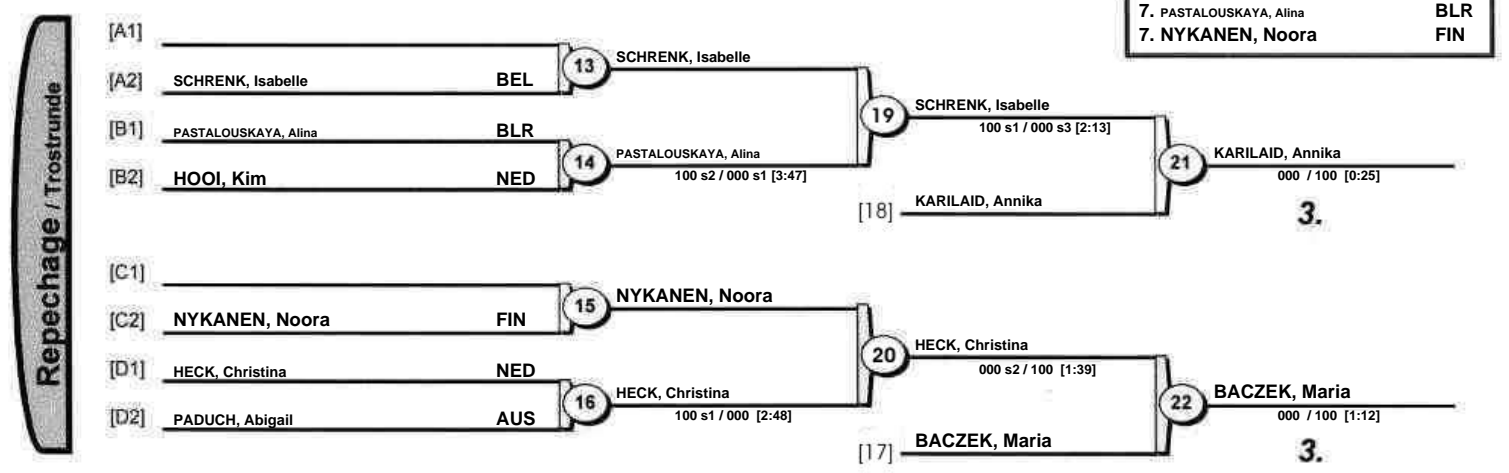 7. PASTALOUSKAYA, Alina BLR
7. NYKANEN, Noora FIN
Repechage / Trostrunde
[A1]
[A2] SCHRENK, Isabelle BEL
13
SCHRENK, Isabelle
[B1] PASTALOUSKAYA, Alina BLR
[B2] HOOI, Kim NED
14
PASTALOUSKAYA, Alina
100 s2 / 000 s1 [3:47]
19
SCHRENK, Isabelle
100 s1 / 000 s3 [2:13]
[18] KARILAID, Annika
21
KARILAID, Annika
000 / 100 [0:25]
3.
[C1]
[C2] NYKANEN, Noora FIN
15
NYKANEN, Noora
[D1] HECK, Christina NED
[D2] PADUCH, Abigail AUS
16
HECK, Christina
100 s1 / 000 [2:48]
20
HECK, Christina
000 s2 / 100 [1:39]
[17] BACZEK, Maria
22
BACZEK, Maria
000 / 100 [1:12]
3.